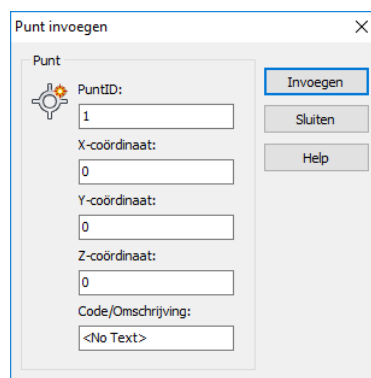 Punt invoegen
Punt
PuntID:
1
X-coördinaat:
0
Y-coördinaat:
0
Z-coördinaat:
0
Code/Omschrijving:
<No Text>
Invoegen
Sluiten
Help